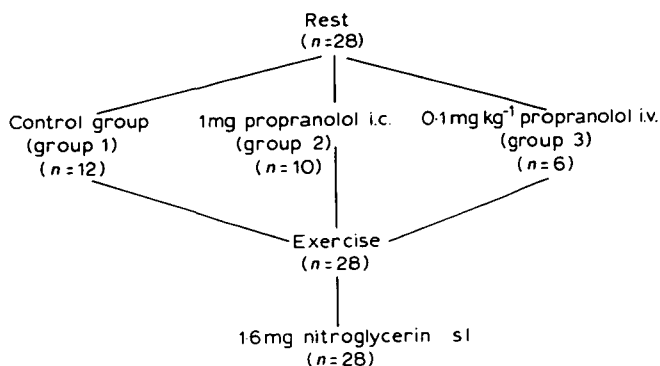 Rest
(n=28)
Control group
(group 1)
(n=12)
1mg propranolol i.c.
(group 2)
(n=10)
0·1mg kg⁻¹ propranolol i.v.
(group 3)
(n=6)
Exercise
(n=28)
1·6mg nitroglycerin sl
(n=28)